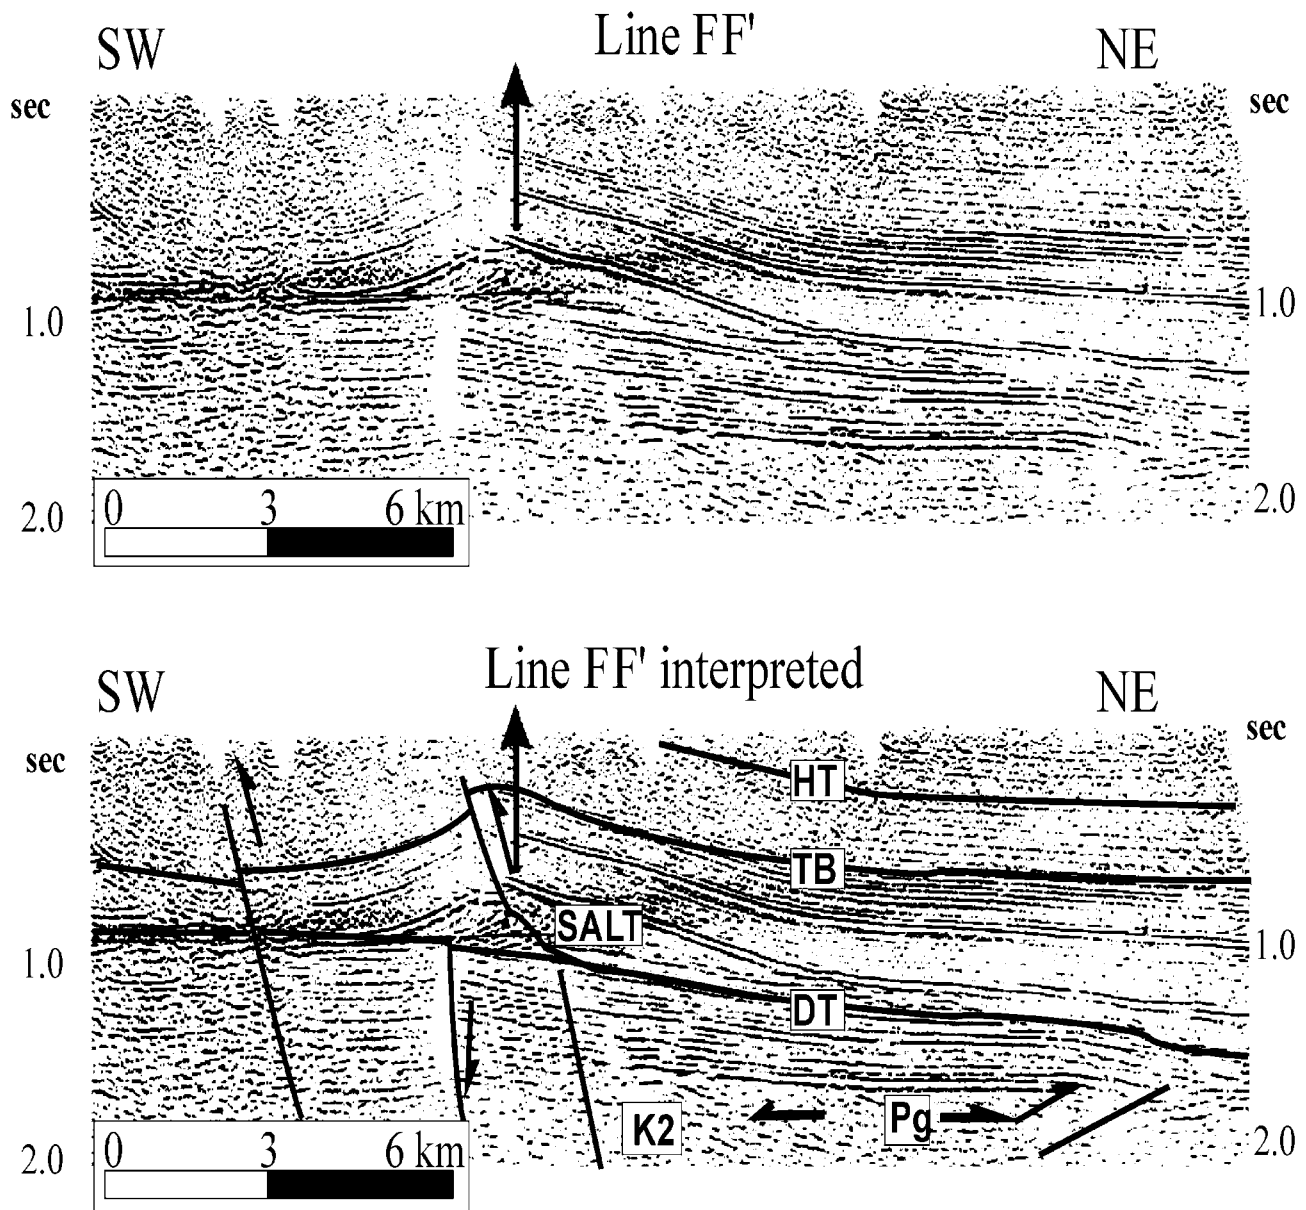 Line FF'
SW NE
sec sec
1.0 1.0
2.0 2.0
0 3 6 km
Line FF' interpreted
SW NE
sec sec
HT
TB
SALT
1.0 1.0
DT
K2 Pg
2.0 2.0
0 3 6 km